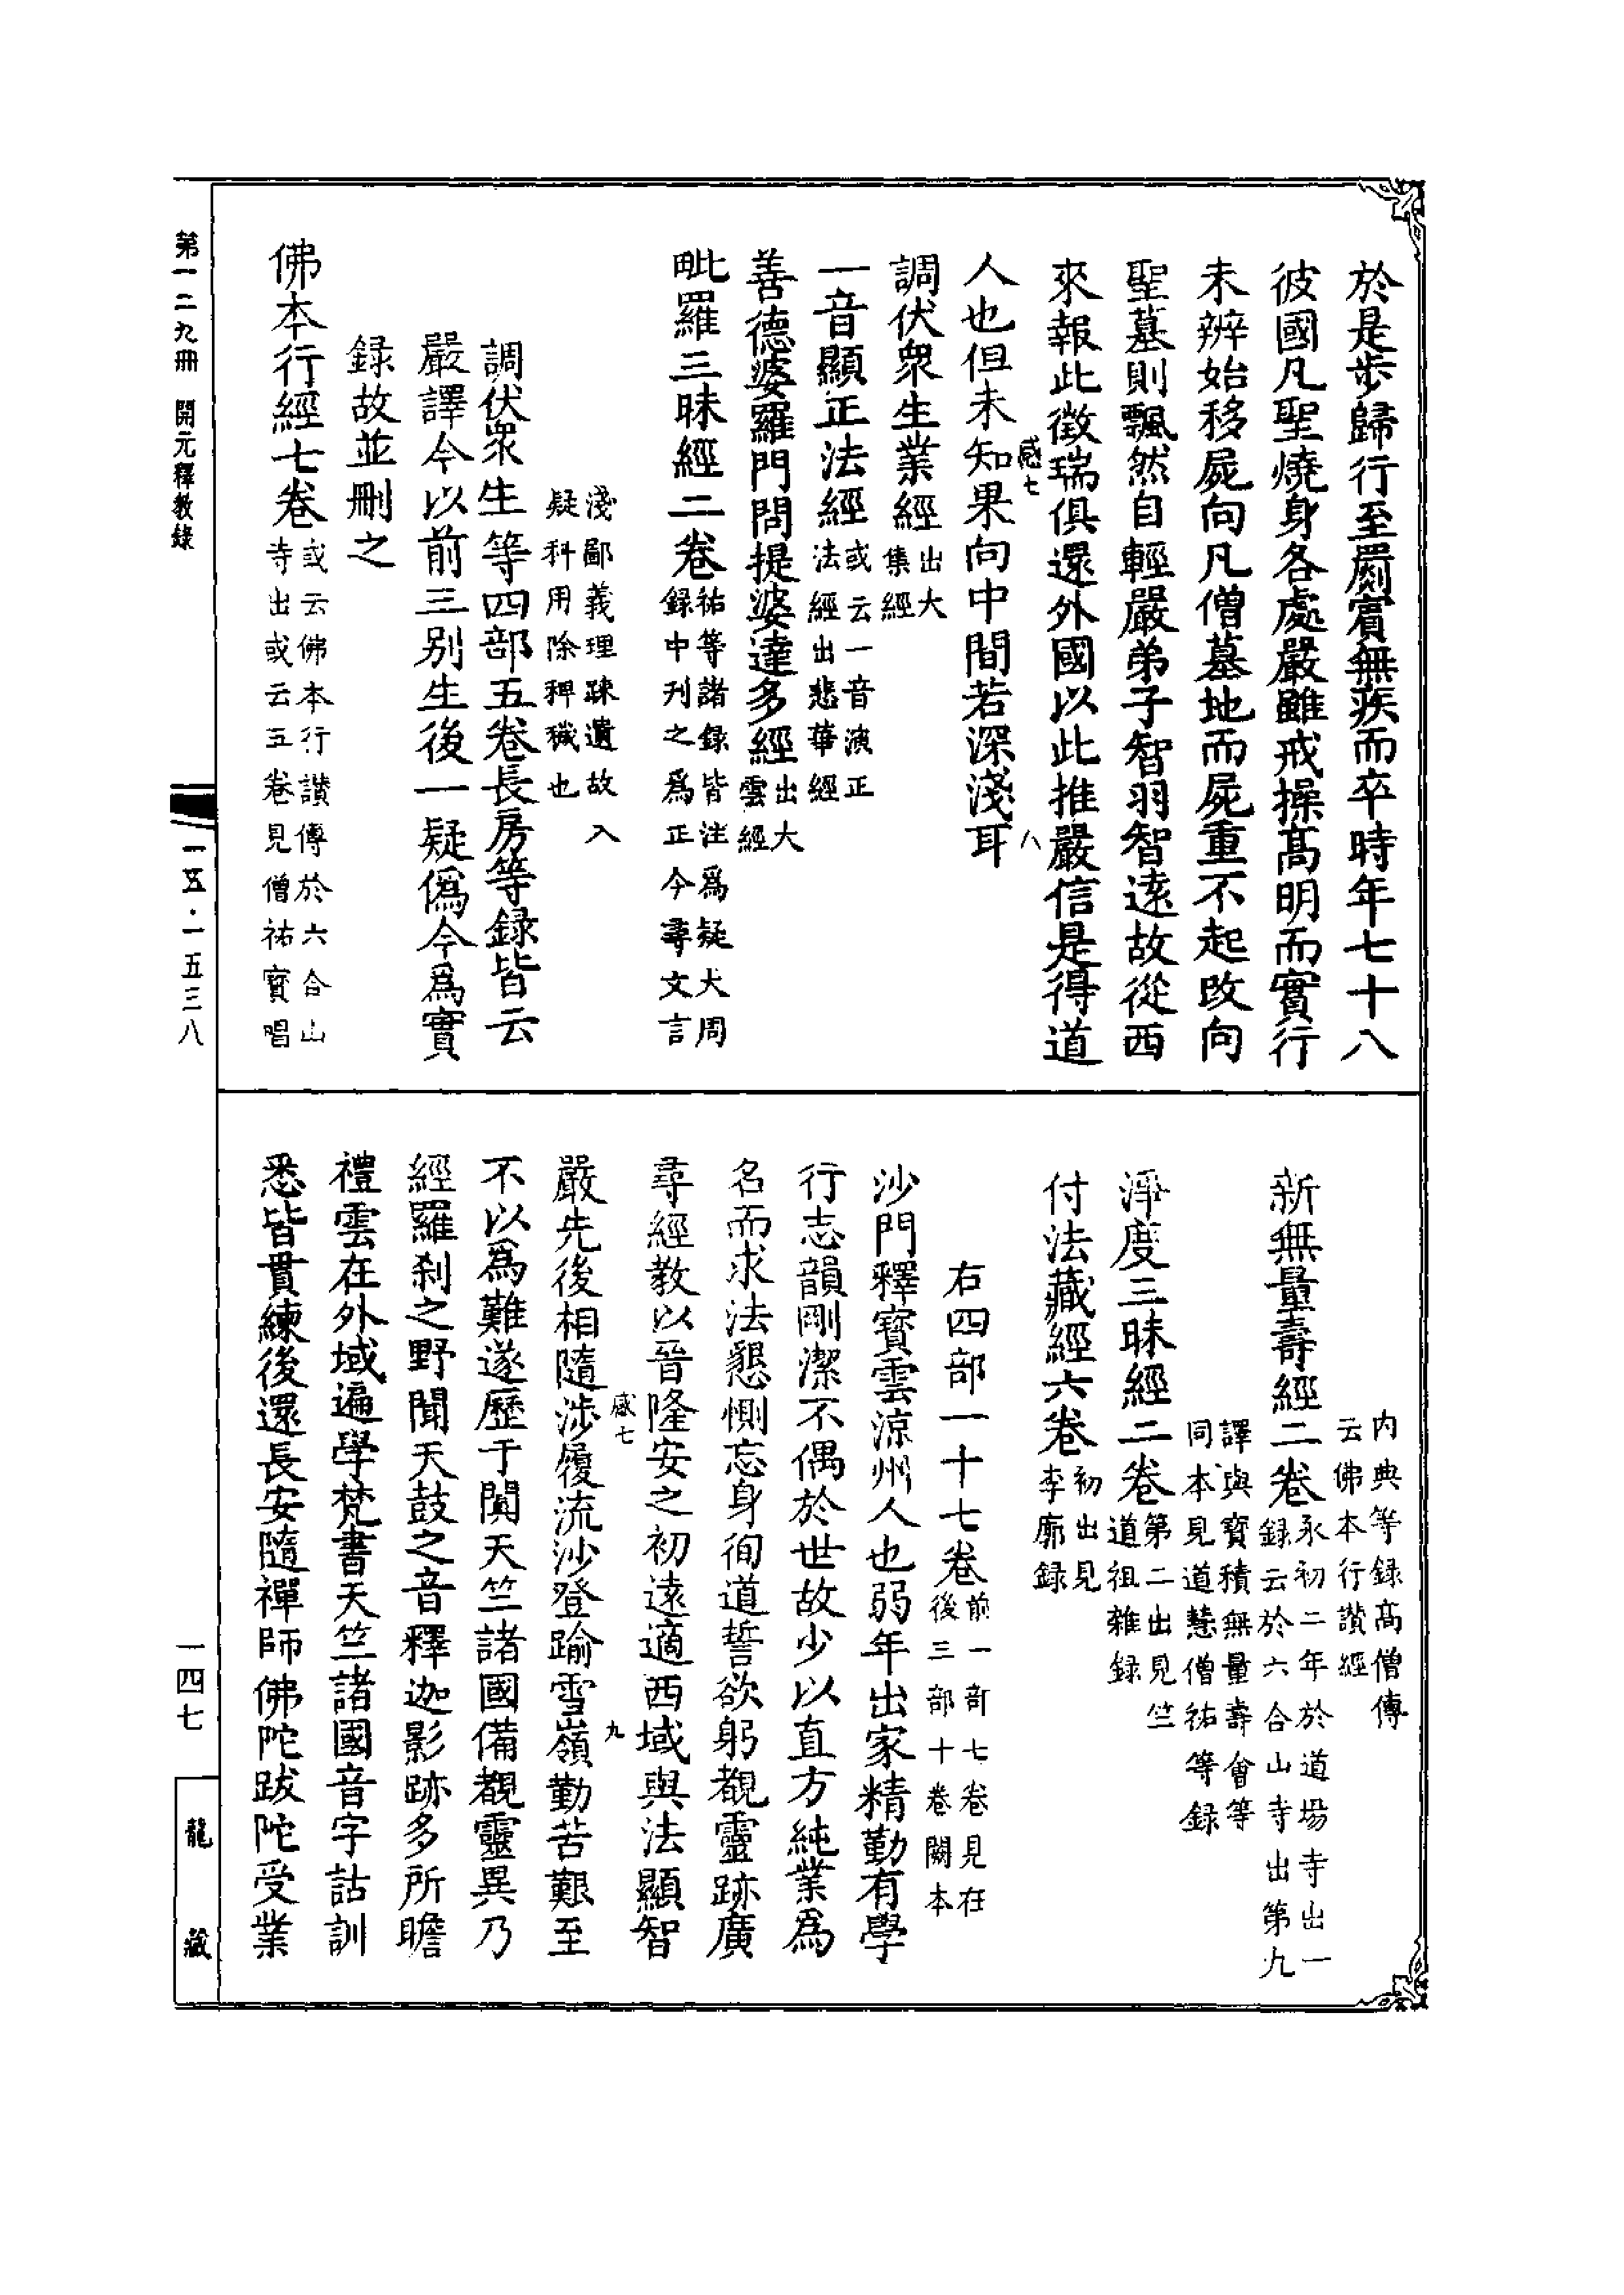 於是步歸行至罽賓無疾而卒時年七十八
彼國凡聖燒身各處嚴雖戒操髙明而實行
未辨始移屍向凡僧墓地而屍重不起改向
聖墓則飄然自輕嚴弟子智羽智遠故從西
來報此徵瑞俱還外國以此推嚴信是得道
感七 八
人也但未知果向中間若深淺耳
調伏衆生業經出大
集經
一音顯正法經或云一音演正
法經出悲華經
善德婆羅門問提婆達多經出大
雲經
毗羅三昧經二卷祐等諸録皆注爲疑大周
録中刋之爲正今尋文言
淺鄙義理踈遺故入
疑科用除稗穢也
調伏衆生等四部五卷長房等録皆云
嚴譯今以前三别生後一疑僞今爲實
録故並刪之
佛本行經七卷或云佛本行讃傳於六合山
寺出或云五卷見僧祐寳唱
内典等録髙僧傳
云佛本行讃經
新無量壽經二卷永初二年於道場寺出一
録云於六合山寺出第九
譯與寳積無量壽會等
同本見道慧僧祐等録
淨度三昧經二卷第二出見竺
道祖雜録
付法藏經六卷初出見
李廓録
右四部一十七卷前一部七卷見在
後三部十卷闕本
沙門釋寳雲涼州人也弱年出家精勤有學
行志韻剛潔不偶於世故少以直方純業爲
名而求法懇惻忘身徇道誓欲躬覩靈跡廣
尋經教以晉隆安之初遠適西域與法顯智
感七 九
嚴先後相隨涉履流沙登踰雪嶺勤苦艱至
不以爲難遂歷于闐天竺諸國備覩靈異乃
經羅刹之野聞天鼓之音釋迦影跡多所瞻
禮雲在外域遍學梵書天竺諸國音字詁訓
悉皆貫練後還長安隨禪師佛陀跋陀受業
第一二九冊 開元釋教錄
一五·一五三八
一四七
龍藏